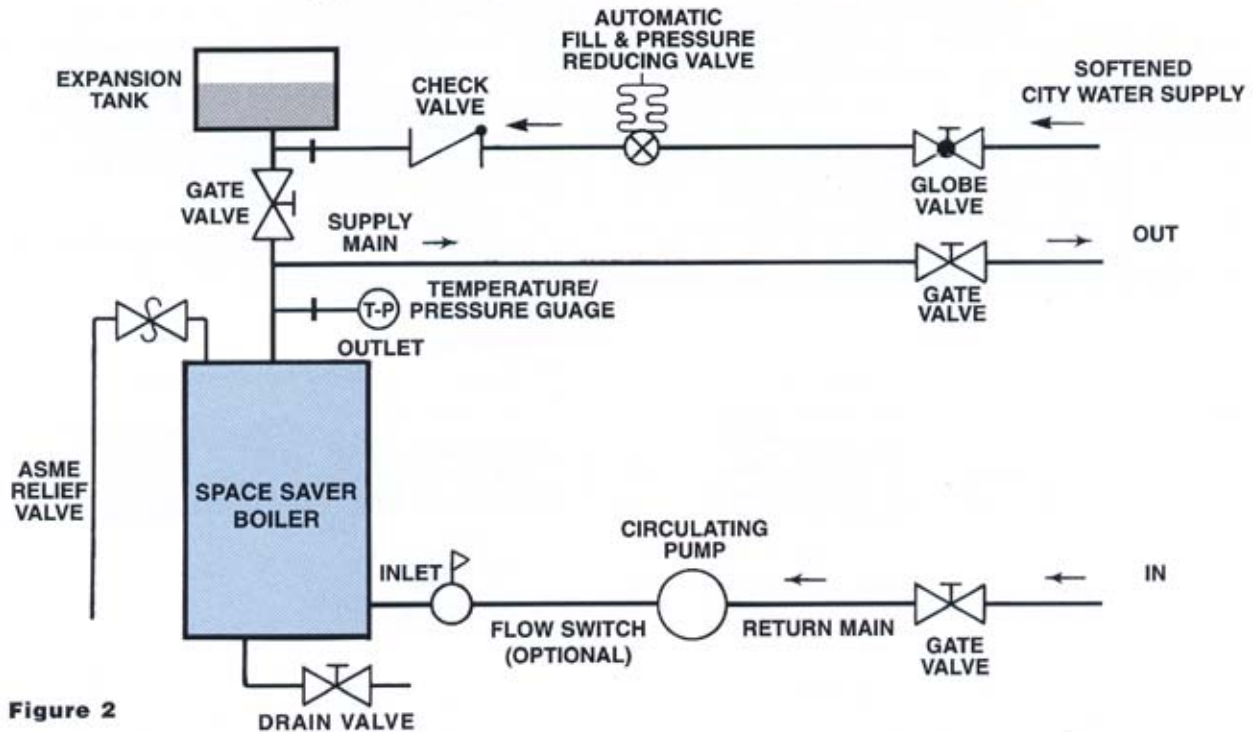 AUTOMATIC
FILL & PRESSURE
REDUCING VALVE
EXPANSION
TANK
CHECK
VALVE
SOFTENED
CITY WATER SUPPLY
GATE
VALVE
GLOBE
VALVE
SUPPLY
MAIN
OUT
GATE
VALVE
TEMPERATURE/
PRESSURE GUAGE
T-P
OUTLET
ASME
RELIEF
VALVE
SPACE SAVER
BOILER
CIRCULATING
PUMP
INLET
IN
FLOW SWITCH
(OPTIONAL)
RETURN MAIN
GATE
VALVE
DRAIN VALVE
Figure 2